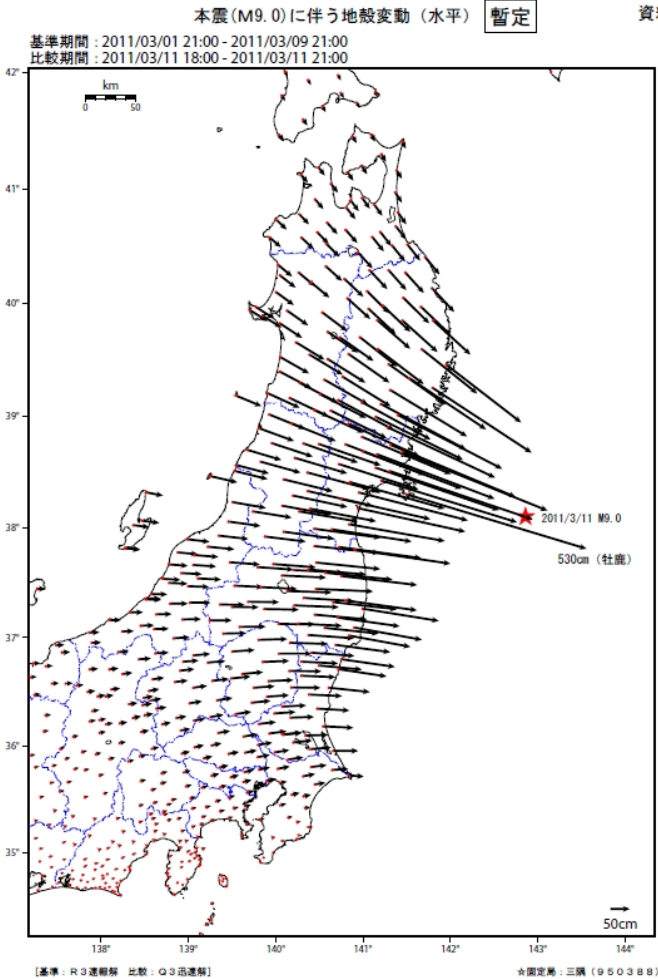 本震(M9.0)に伴う地殻変動(水平) 暫定
資
基準期間:2011/03/01 21:00 - 2011/03/09 21:00
比較期間:2011/03/11 18:00 - 2011/03/11 21:00
42°
km
0 50
41°
40°
39°
2011/3/11 M9.0
38°
530cm (牡鹿)
37°
36°
35°
50cm
138° 139° 140° 141° 142° 143° 144°
[基準:R3速報解 比較:Q3迅速解]
☆固定局:三隅(950388)